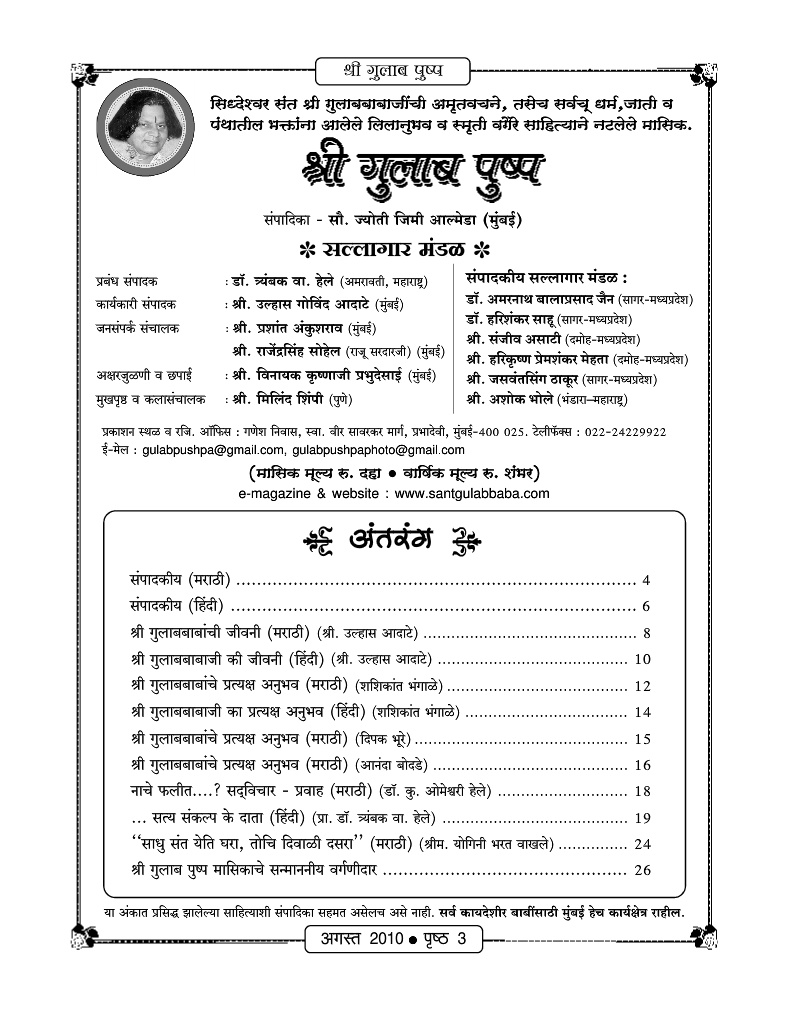 श्री गुलाब पुष्प
सिध्देश्वर संत श्री गुलाबबाबाजींची अमृतवचने, तसेच सर्वच धर्म,जाती व
पंथातील भक्तांना आलेले लिलानुभव व स्मृती वगैरे साहित्याने नटलेले मासिक.
श्री गुलाब पुष्प
संपादिका - सौ. ज्योती जिमी आल्मेडा (मुंबई)
❇ सल्लागार मंडळ ❇
प्रबंध संपादक : डॉ. त्र्यंबक वा. हेले (अमरावती, महाराष्ट्र)
कार्यकारी संपादक : श्री. उल्हास गोविंद आदाटे (मुंबई)
जनसंपर्क संचालक : श्री. प्रशांत अंकुशराव (मुंबई)
श्री. राजेंद्रसिंह सोहेल (राजू सरदारजी) (मुंबई)
अक्षरजुळणी व छपाई : श्री. विनायक कृष्णाजी प्रभुदेसाई (मुंबई)
मुखपृष्ठ व कलासंचालक : श्री. मिलिंद शिंपी (पुणे)
संपादकीय सल्लागार मंडळ :
डॉ. अमरनाथ बालाप्रसाद जैन (सागर-मध्यप्रदेश)
डॉ. हरिशंकर साहू (सागर-मध्यप्रदेश)
श्री. संजीव असाटी (दमोह-मध्यप्रदेश)
श्री. हरिकृष्ण प्रेमशंकर मेहता (दमोह-मध्यप्रदेश)
श्री. जसवंतसिंग ठाकूर (सागर-मध्यप्रदेश)
श्री. अशोक भोले (भंडारा–महाराष्ट्र)
प्रकाशन स्थळ व रजि. ऑफिस : गणेश निवास, स्वा. वीर सावरकर मार्ग, प्रभादेवी, मुंबई-400 025. टेलीफॅक्स : 022-24229922
ई-मेल : gulabpushpa@gmail.com, gulabpushpaphoto@gmail.com
(मासिक मूल्य रु. दहा ● वार्षिक मूल्य रु. शंभर)
e-magazine & website : www.santgulabbaba.com
अंतरंग
संपादकीय (मराठी) ........................................ 4
संपादकीय (हिंदी) ........................................ 6
श्री गुलाबबाबांची जीवनी (मराठी) (श्री. उल्हास आदाटे) ........................................ 8
श्री गुलाबबाबाजी की जीवनी (हिंदी) (श्री. उल्हास आदाटे) ........................................ 10
श्री गुलाबबाबांचे प्रत्यक्ष अनुभव (मराठी) (शशिकांत भंगाळे) ................................... 12
श्री गुलाबबाबाजी का प्रत्यक्ष अनुभव (हिंदी) (शशिकांत भंगाळे) ............................... 14
श्री गुलाबबाबांचे प्रत्यक्ष अनुभव (मराठी) (दिपक भूरे) ........................................ 15
श्री गुलाबबाबांचे प्रत्यक्ष अनुभव (मराठी) (आनंदा बोदडे) ..................................... 16
नाचे फलीत....? सद्‌विचार - प्रवाह (मराठी) (डॉ. कु. ओमेश्वरी हेले) ......................... 18
... सत्य संकल्प के दाता (हिंदी) (प्रा. डॉ. त्र्यंबक वा. हेले) ................................... 19
‘‘साधु संत येति घरा, तोचि दिवाळी दसरा’’ (मराठी) (श्रीम. योगिनी भरत वाखले) .............. 24
श्री गुलाब पुष्प मासिकाचे सन्माननीय वर्गणीदार ............................................... 26
या अंकात प्रसिद्ध झालेल्या साहित्याशी संपादिका सहमत असेलच असे नाही. सर्व कायदेशीर बाबींसाठी मुंबई हेच कार्यक्षेत्र राहील.
अगस्त 2010 ● पृष्ठ 3